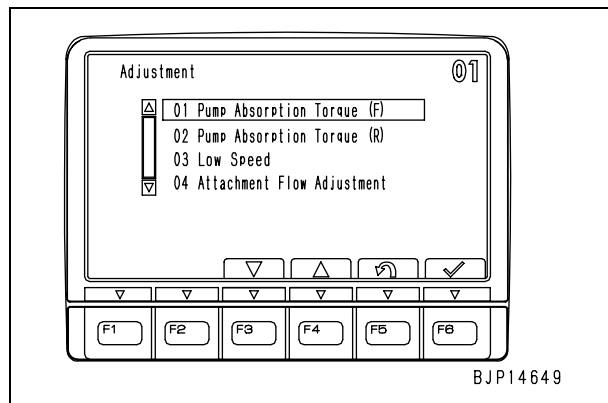 Adjustment 01
01 Pump Absorption Torque (F)
02 Pump Absorption Torque (R)
03 Low Speed
04 Attachment Flow Adjustment
F1 F2 F3 F4 F5 F6
BJP14649